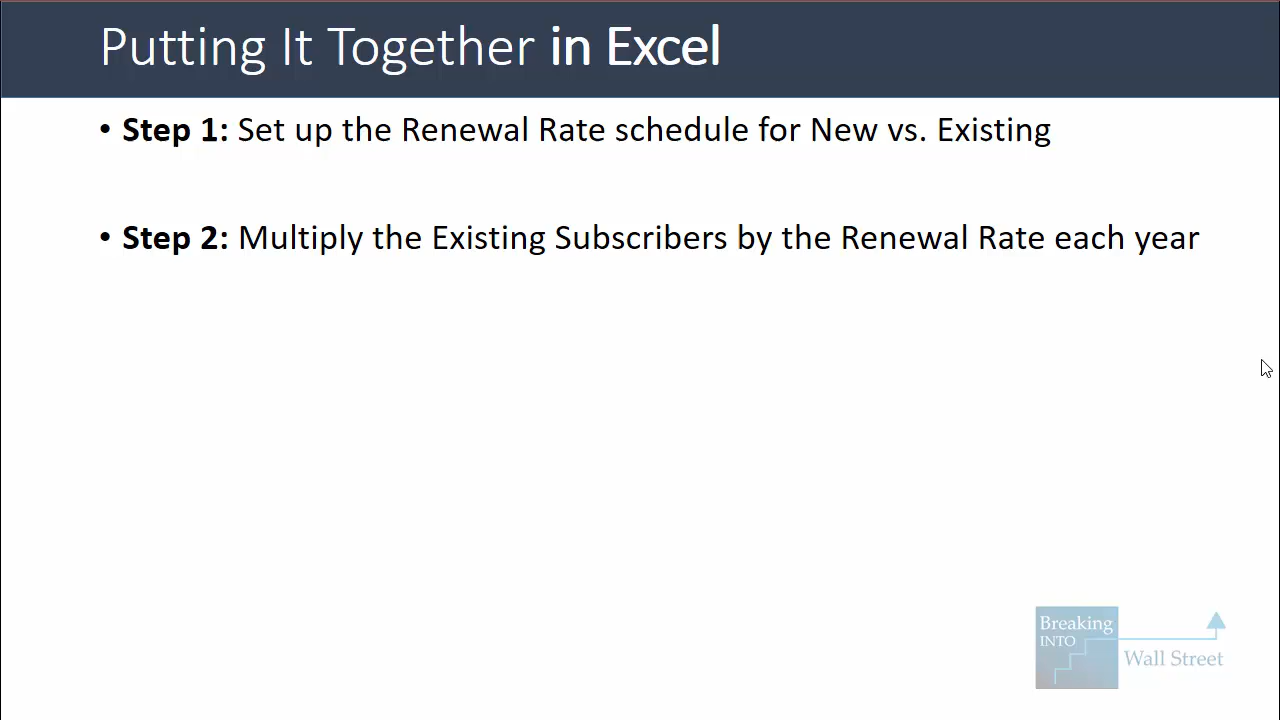 Putting It Together in Excel
• Step 1: Set up the Renewal Rate schedule for New vs. Existing
• Step 2: Multiply the Existing Subscribers by the Renewal Rate each year
Breaking
INTO
Wall Street